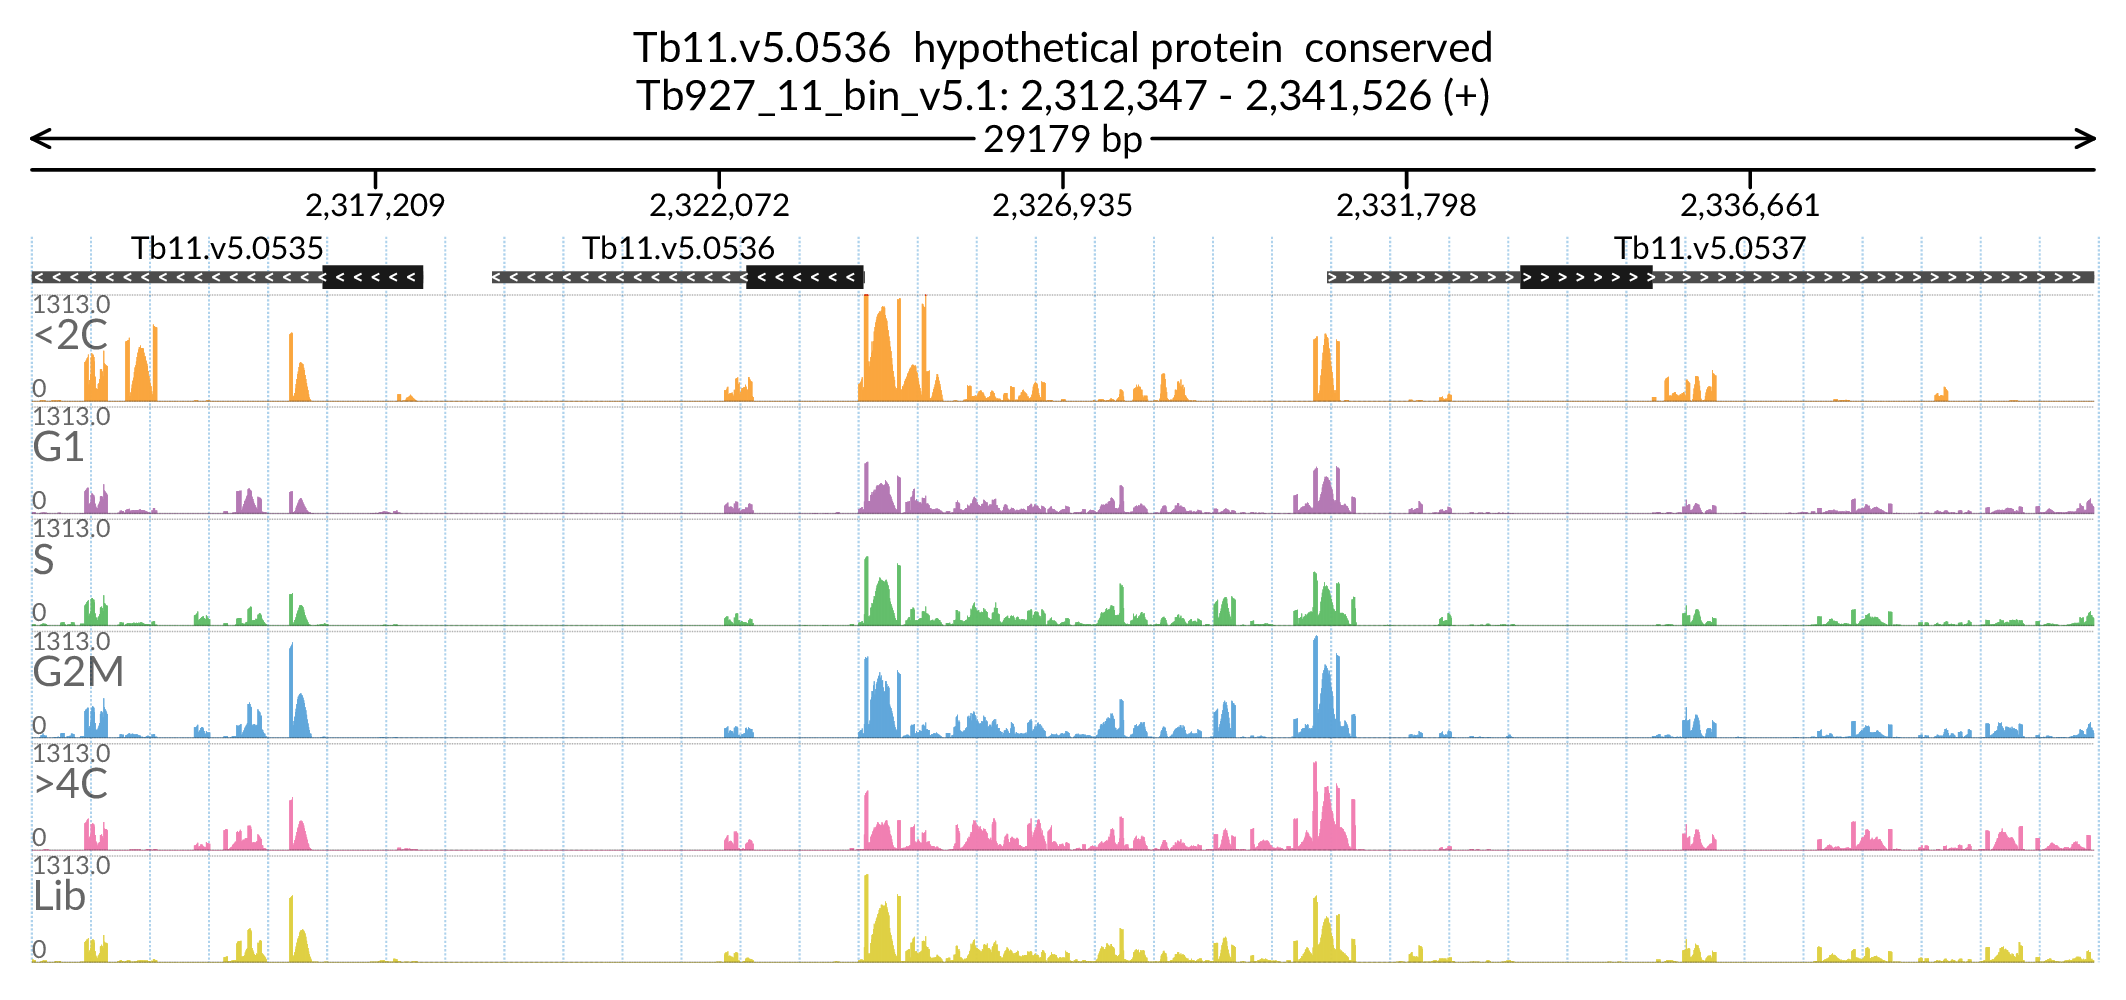 Tb11.v5.0536 hypothetical protein conserved
Tb927_11_bin_v5.1: 2,312,347 - 2,341,526 (+)
29179 bp
2,317,209 2,322,072 2,326,935 2,331,798 2,336,661
Tb11.v5.0535 Tb11.v5.0536 Tb11.v5.0537
1313.0
<2C
0
1313.0
G1
0
1313.0
S
0
1313.0
G2M
0
1313.0
>4C
0
1313.0
Lib
0